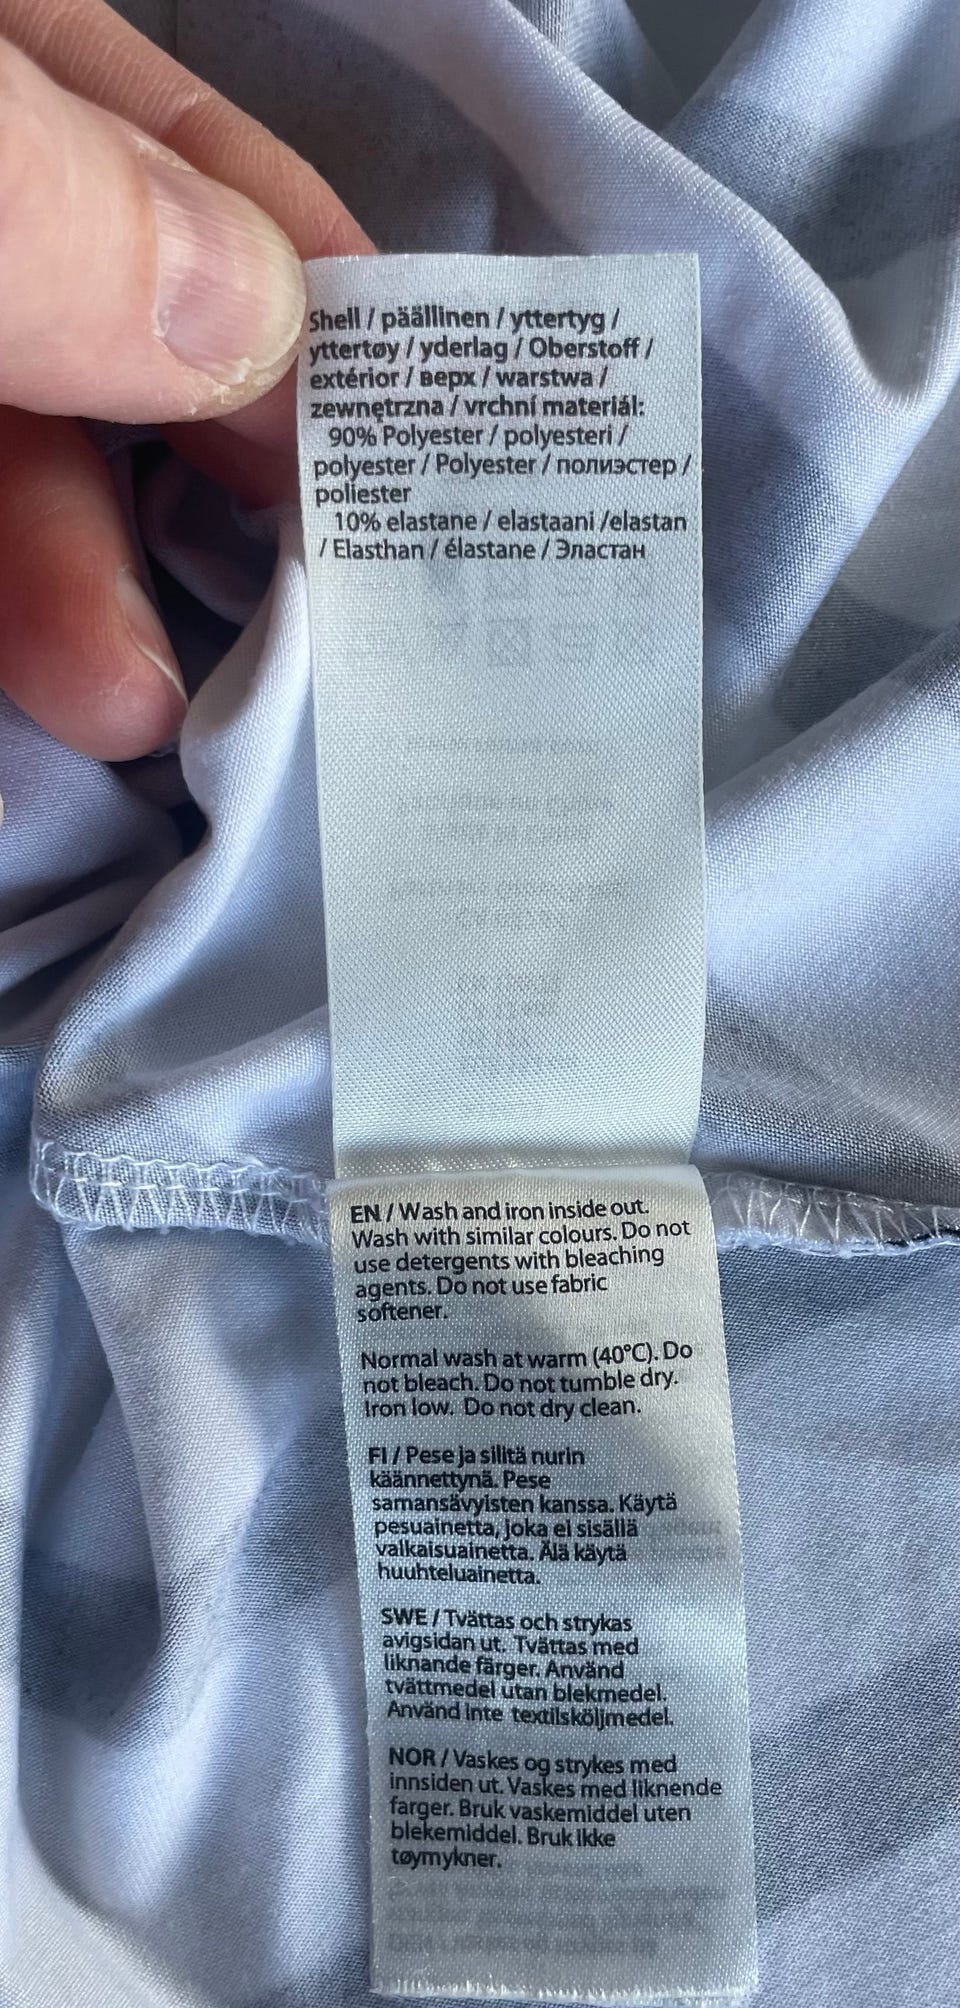 Shell / päällinen / yttertyg /
yttertøy / yderlag / Oberstoff /
extérior / верх / warstwa /
zewnętrzna / vrchní materiál:
90% Polyester / polyesteri /
polyester / Polyester / полиэстер /
poliester
10% elastane / elastaani /elastan
/ Elasthan / élastane / Эластан
EN / Wash and iron inside out.
Wash with similar colours. Do not
use detergents with bleaching
agents. Do not use fabric
softener.
Normal wash at warm (40°C). Do
not bleach. Do not tumble dry.
Iron low. Do not dry clean.
FI / Pese ja silitä nurin
käännettynä. Pese
samansävyisten kanssa. Käytä
pesuainetta, joka ei sisällä
valkaisuainetta. Älä käytä
huuhteluainetta.
SWE / Tvättas och strykas
avigsidan ut. Tvättas med
liknande färger. Använd
tvättmedel utan blekmedel.
Använd inte textilsköljmedel.
NOR / Vaskes og strykes med
innsiden ut. Vaskes med liknende
farger. Bruk vaskemiddel uten
blekemiddel. Bruk ikke
tøymykner.